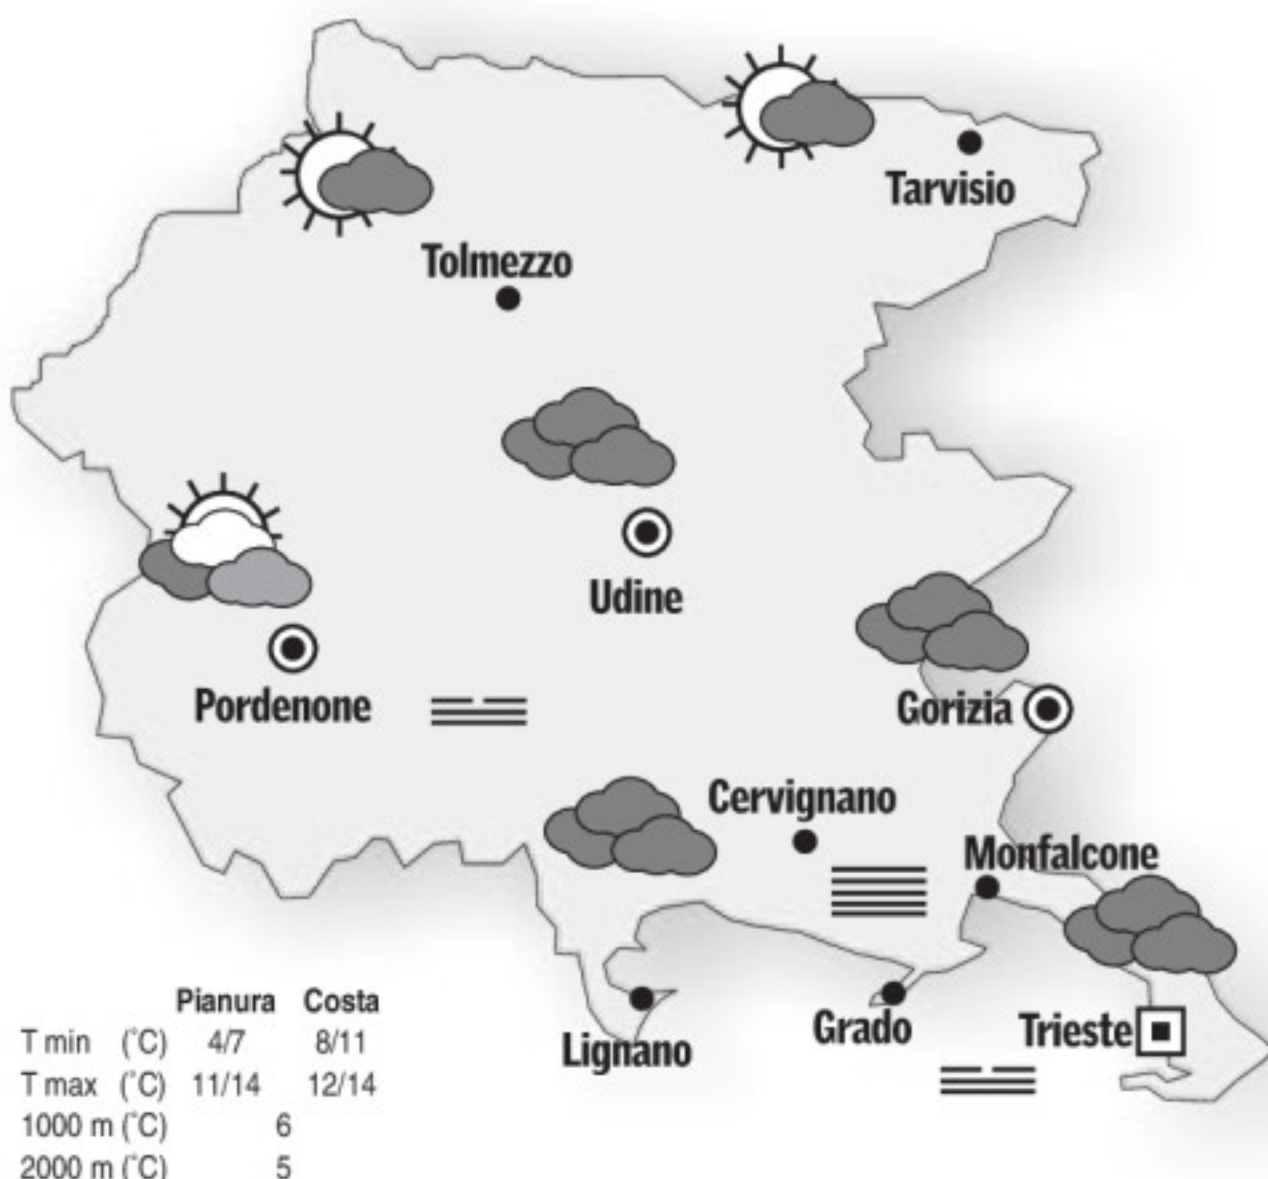 Tarvisio
Tolmezzo
Udine
Pordenone
Gorizia
Cervignano
Monfalcone
Grado
Trieste
Lignano
Pianura Costa
T min (°C) 4/7 8/11
T max (°C) 11/14 12/14
1000 m (°C) 6
2000 m (°C) 5